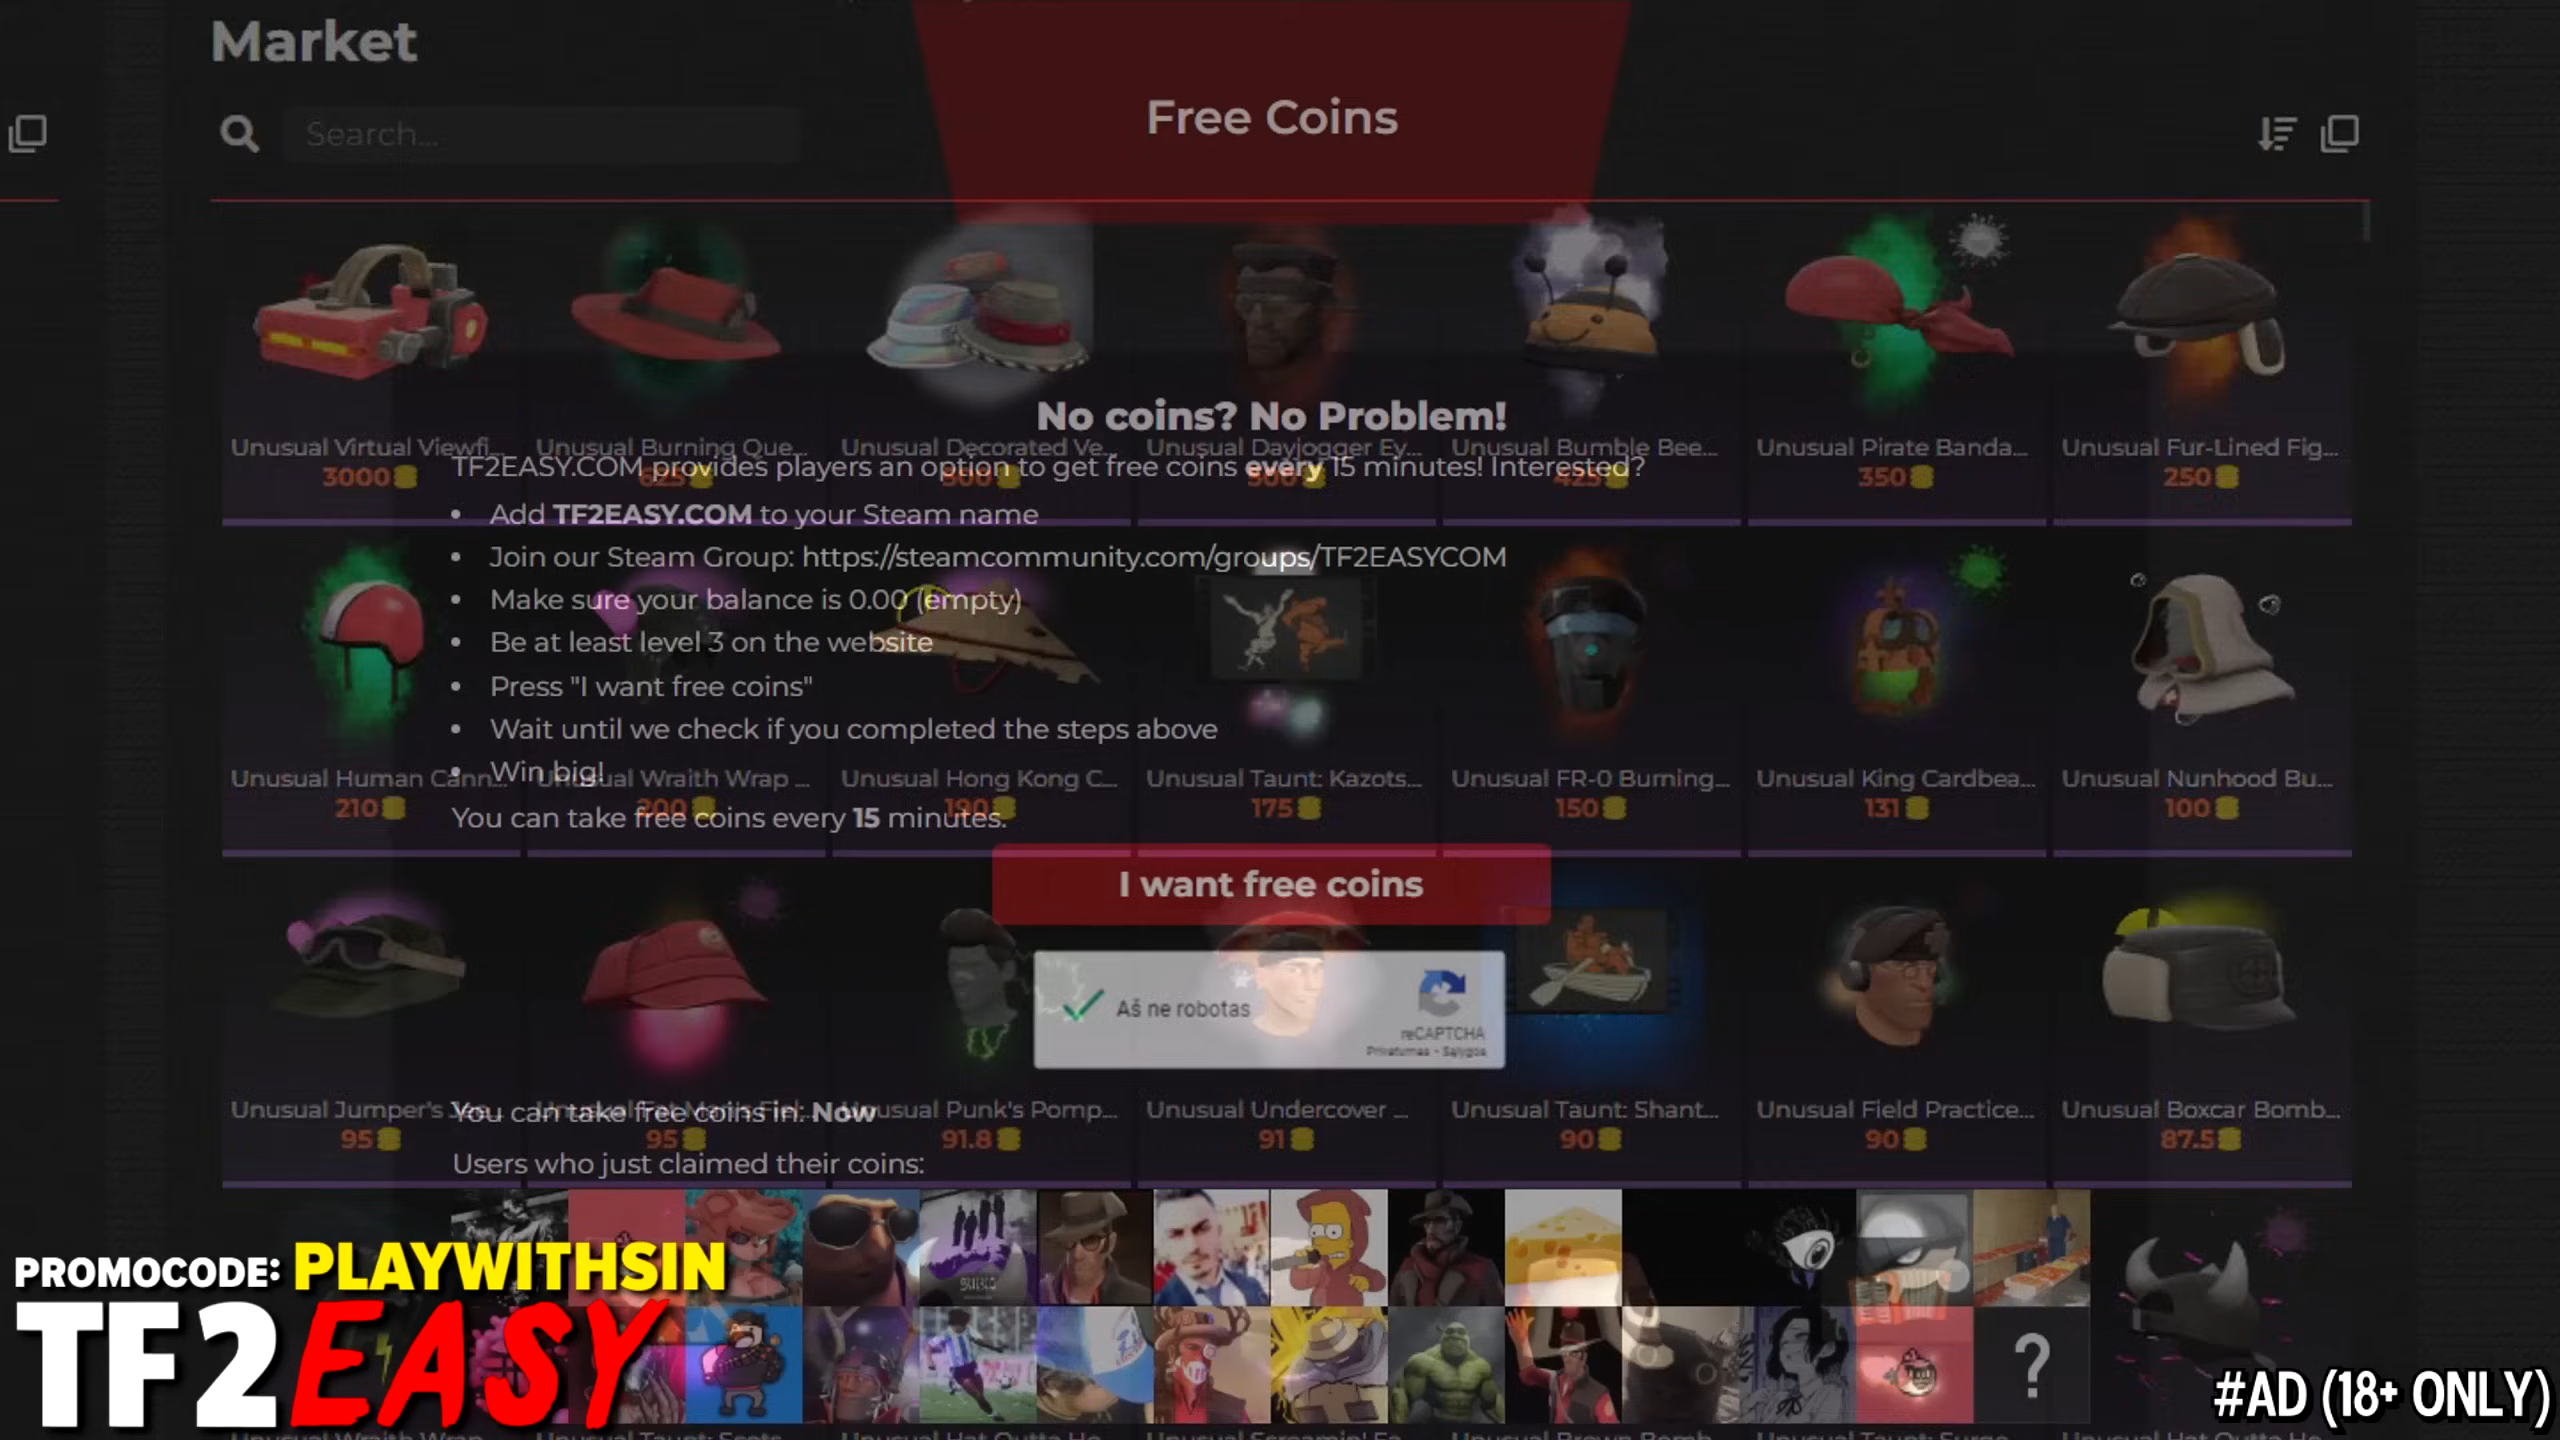 Market
Free Coins
Search...
No coins? No Problem!
Unusual Virtual Viewfi... Unusual Burning Que... Unusual Decorated Ve... Unusual Dayjogger Ey... Unusual Bumble Bee... Unusual Pirate Banda... Unusual Fur-Lined Fig...
3000 625 500 500 425 350 250
TF2EASY.COM provides players an option to get free coins every 15 minutes! Interested?
• Add TF2EASY.COM to your Steam name
• Join our Steam Group: https://steamcommunity.com/groups/TF2EASYCOM
• Make sure your balance is 0.00 (empty)
• Be at least level 3 on the website
• Press "I want free coins"
• Wait until we check if you completed the steps above
• Win big!
Unusual Human Cann... Unusual Wraith Wrap ... Unusual Hong Kong C... Unusual Taunt: Kazots... Unusual FR-0 Burning... Unusual King Cardbea... Unusual Nunhood Bu...
210 200 190 175 150 131 100
You can take free coins every 15 minutes.
I want free coins
Aš ne robotas
reCAPTCHA
Privatumas - Sąlygos
Unusual Jumper's Unusual Punk's Pomp... Unusual Undercover ... Unusual Taunt: Shant... Unusual Field Practice... Unusual Boxcar Bomb...
95 95 91.8 91 90 90 87.5
You can take free coins in: Now
Users who just claimed their coins:
PROMOCODE: PLAYWITHSIN
TF2EASY
?
#AD (18+ ONLY)